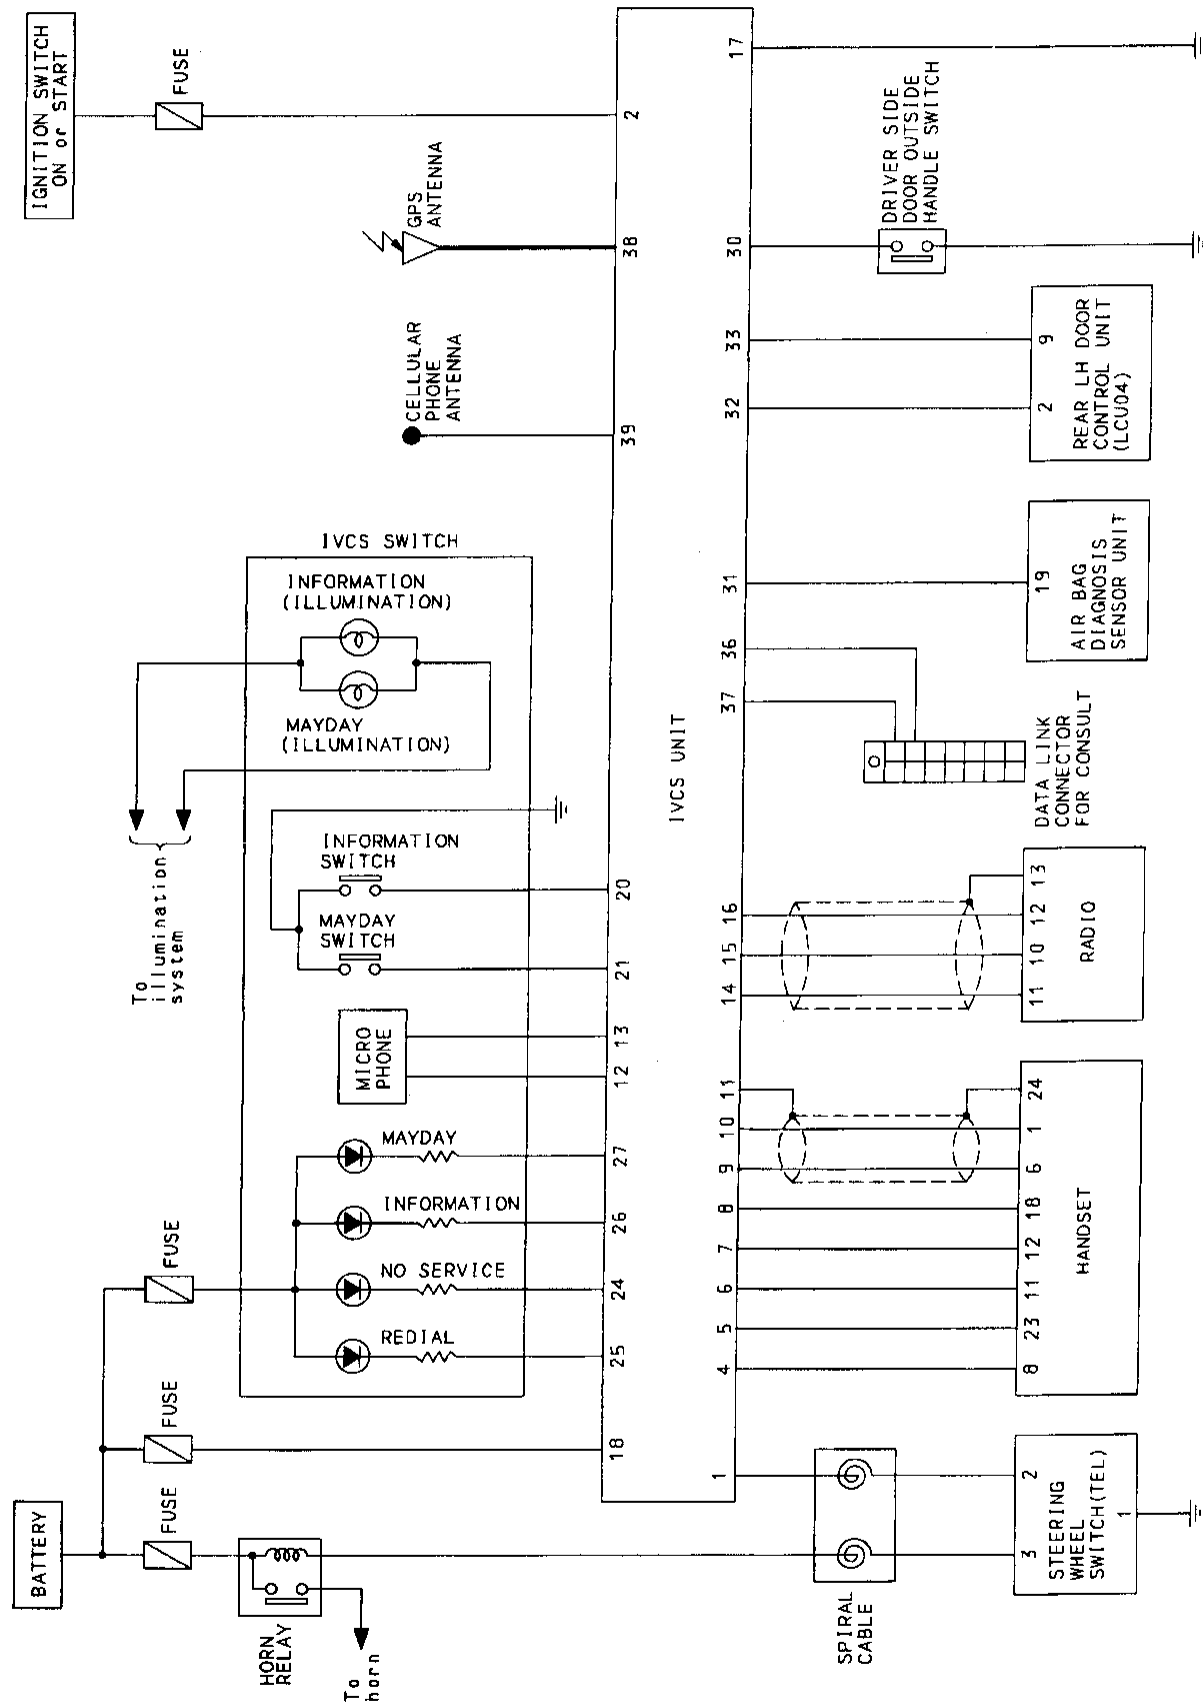 BATTERY
FUSE
HORN
RELAY
To
horn
FUSE
FUSE
IGNITION SWITCH
ON or START
FUSE
To
illumination
system
IVCS SWITCH
REDIAL
NO SERVICE
INFORMATION
MAYDAY
MICRO
PHONE
MAYDAY
SWITCH
INFORMATION
SWITCH
MAYDAY
(ILLUMINATION)
INFORMATION
(ILLUMINATION)
CELLULAR
PHONE
ANTENNA
GPS
ANTENNA
18
25
24
26
27
12
13
21
20
39
38
2
IVCS UNIT
1
4
5
6
7
8
9
10
11
14
15
16
37
36
31
32
33
30
17
SPIRAL
CABLE
3
2
STEERING
WHEEL
SWITCH(TEL)
1
8
23
11
12
18
6
1
24
HANDSET
11
10
12
13
RADIO
DATA LINK
CONNECTOR
FOR CONSULT
19
AIR BAG
DIAGNOSIS
SENSOR UNIT
2
9
REAR LH DOOR
CONTROL UNIT
(LCU04)
DRIVER SIDE
DOOR OUTSIDE
HANDLE SWITCH